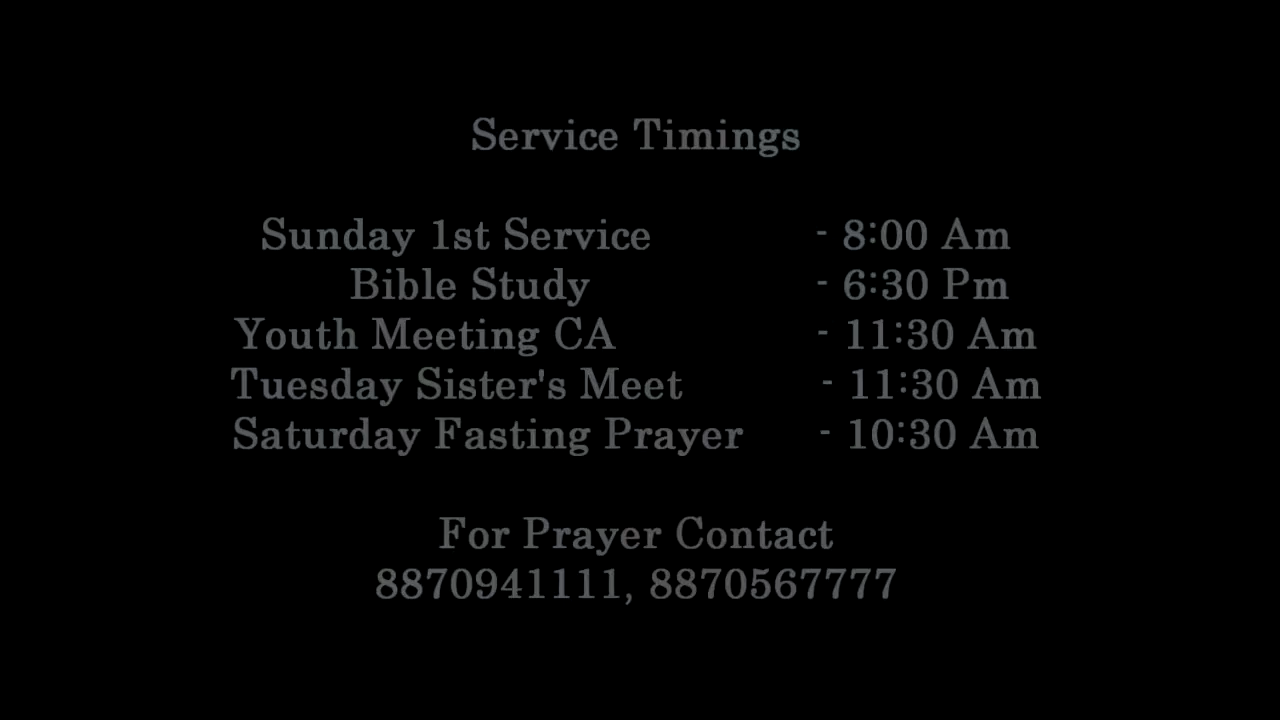 Service Timings
Sunday 1st Service - 8:00 Am
Bible Study - 6:30 Pm
Youth Meeting CA - 11:30 Am
Tuesday Sister's Meet - 11:30 Am
Saturday Fasting Prayer - 10:30 Am
For Prayer Contact
8870941111, 8870567777